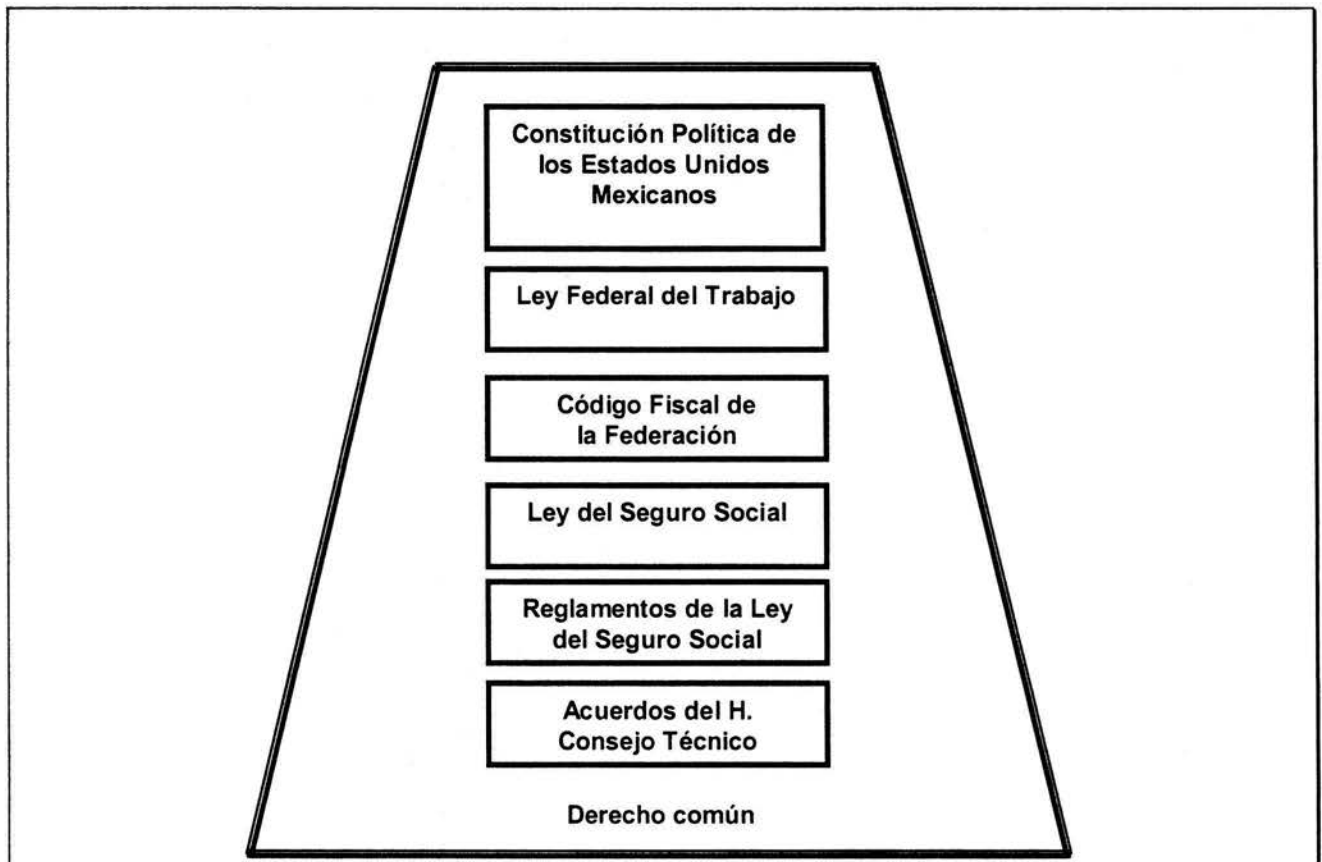 Constitución Política de
los Estados Unidos
Mexicanos
Ley Federal del Trabajo
Código Fiscal de
la Federación
Ley del Seguro Social
Reglamentos de la Ley
del Seguro Social
Acuerdos del H.
Consejo Técnico
Derecho común